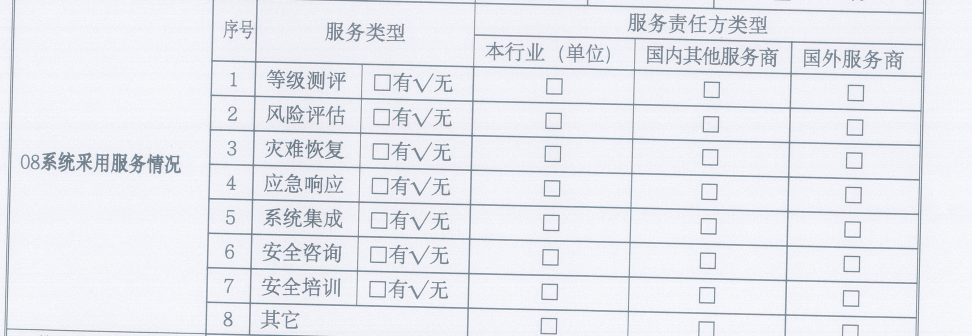 序号 服务类型 服务责任方类型
本行业（单位） 国内其他服务商 国外服务商
08系统采用服务情况
1 等级测评 □有√无 □ □ □
2 风险评估 □有√无 □ □ □
3 灾难恢复 □有√无 □ □ □
4 应急响应 □有√无 □ □ □
5 系统集成 □有√无 □ □ □
6 安全咨询 □有√无 □ □ □
7 安全培训 □有√无 □ □ □
8 其它 □ □ □